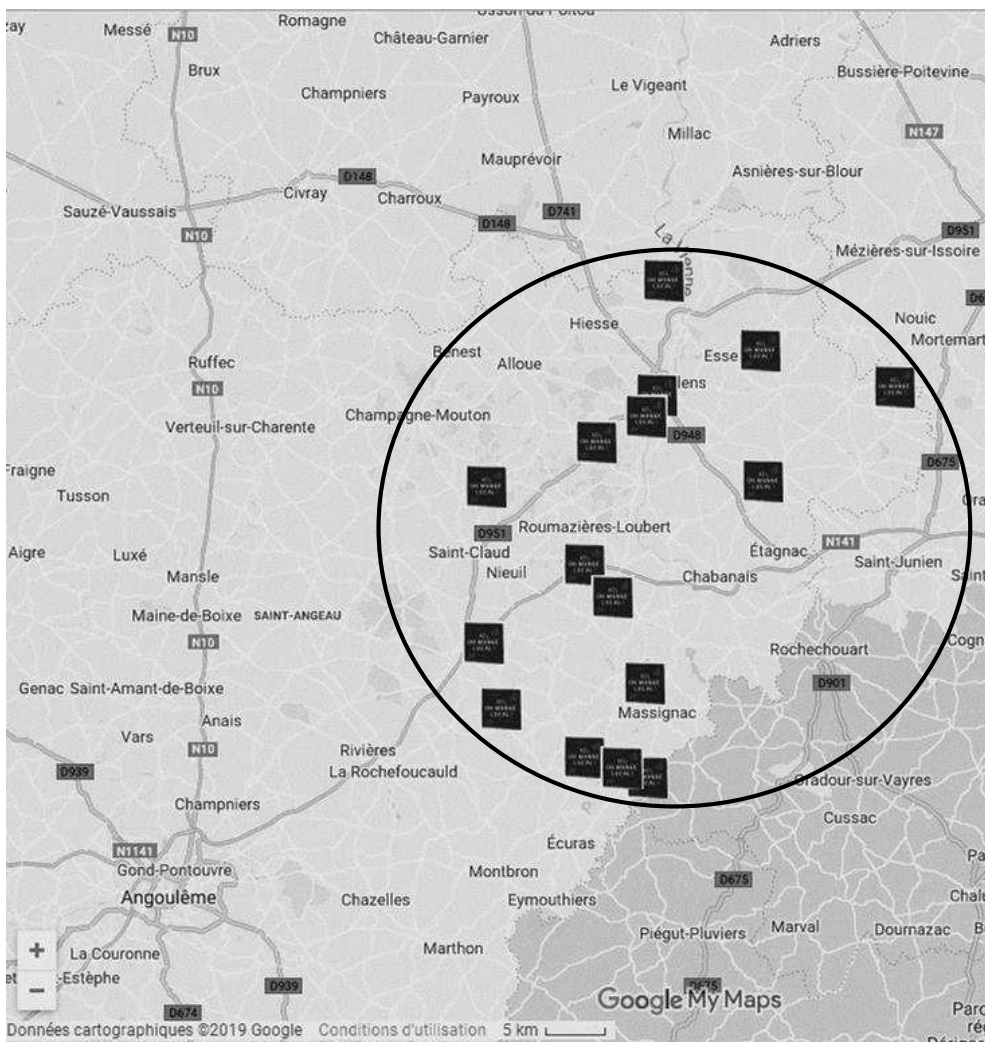 Messé
N10
Romagne
Château-Garnier
Adriers
Brux
Bussière-Poitevine
Le Vigeant
Champniers
Payroux
Millac
N147
Mauprévoir
Asnières-sur-Blour
D148
Civray
Charroux
Sauzé-Vaussais
D741
D148
N10
D951
Mézières-sur-Issoire
Hiesse
Nouic
Mortemart
Benest
Alloue
Esse
Ruffec
N10
Champagne-Mouton
Verteuil-sur-Charente
D948
Fraigne
D675
Tusson
Roumazières-Loubert
D951
Aigre
Luxé
Saint-Claud
Étagnac
N141
Saint-Junien
Nieuil
Chabanais
Mansle
Maine-de-Boixe
SAINT-ANGEAU
N10
Rochechouart
Genac
Saint-Amant-de-Boixe
D901
Massignac
Anais
Vars
N10
Rivières
D939
La Rochefoucauld
Oradour-sur-Vayres
Champniers
Cussac
Écuras
N1141
Gond-Pontouvre
Montbron
D675
Angoulême
Chazelles
Eymouthiers
Piégut-Pluviers
Marval
Dournazac
+
La Couronne
Marthon
-Estèphe
−
D939
D675
Google My Maps
D674
Données cartographiques ©2019 Google
Conditions d'utilisation
5 km